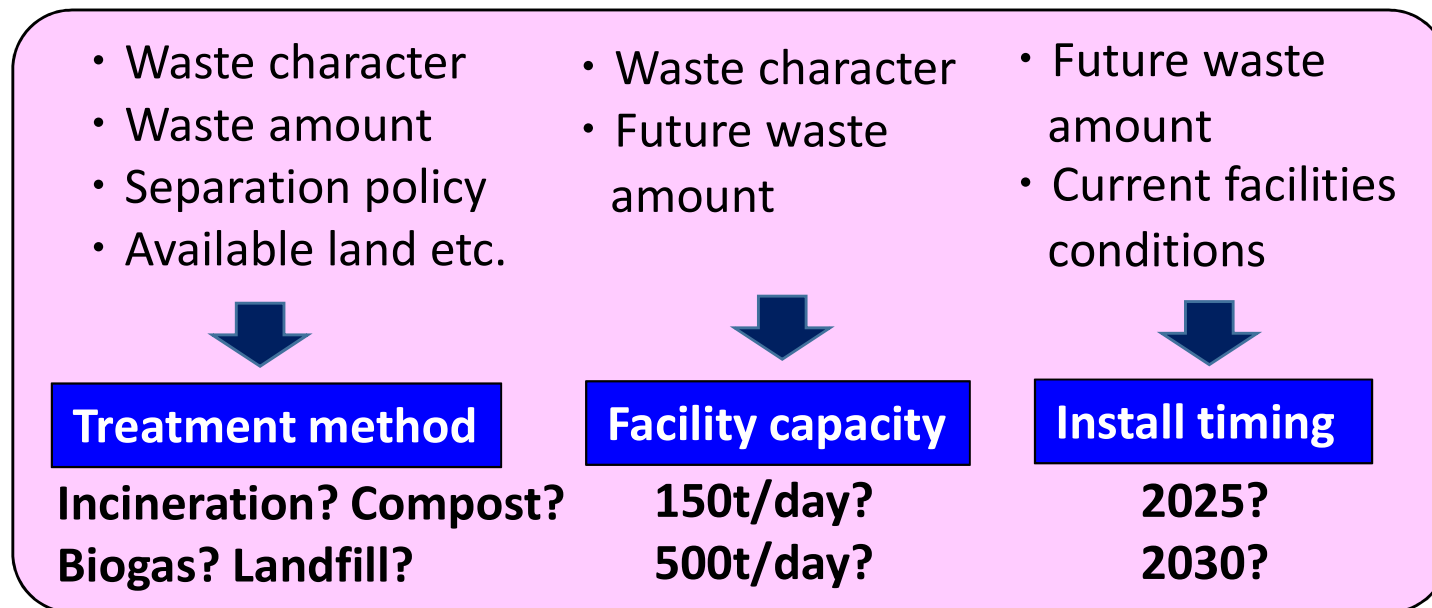 ・Waste character
・Waste amount
・Separation policy
・Available land etc.
Treatment method
Incineration? Compost?
Biogas? Landfill?
・Waste character
・Future waste
amount
Facility capacity
150t/day?
500t/day?
・Future waste
amount
・Current facilities
conditions
Install timing
2025?
2030?